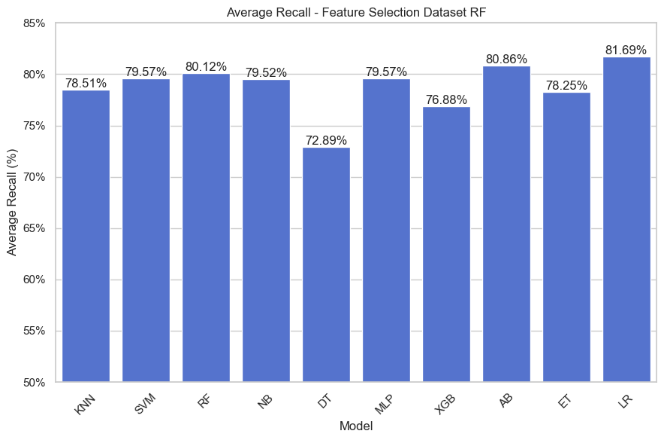 Average Recall - Feature Selection Dataset RF
85%
80%
75%
70%
65%
60%
55%
50%
Average Recall (%)
78.51%
79.57%
80.12%
79.52%
72.89%
79.57%
76.88%
80.86%
78.25%
81.69%
KNN
SVM
RF
NB
DT
MLP
XGB
AB
ET
LR
Model